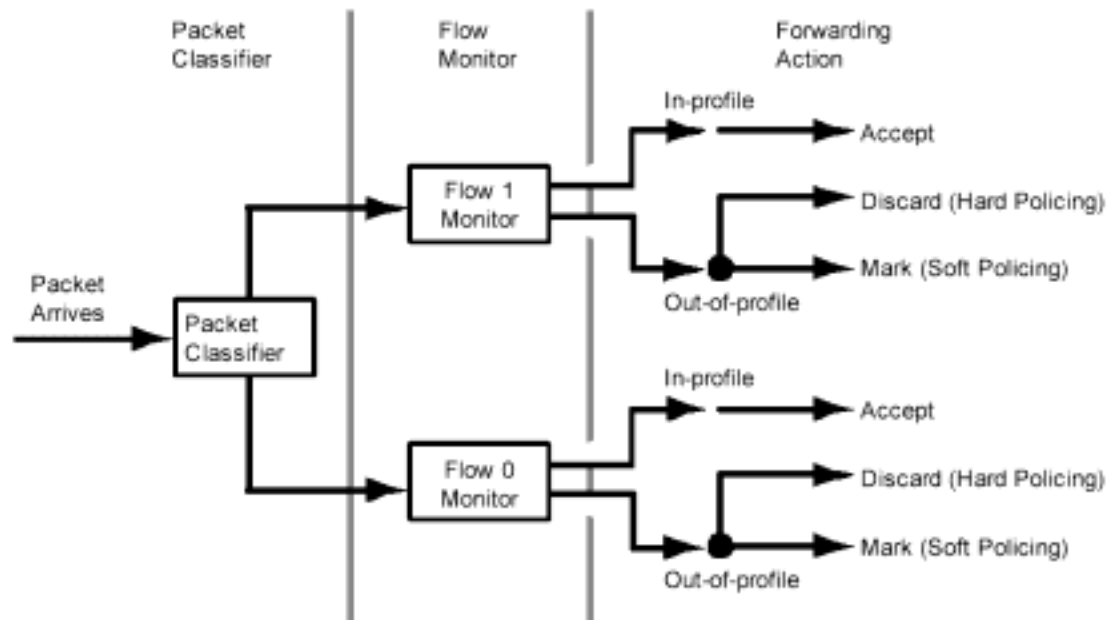 Packet
Classifier
Flow
Monitor
Forwarding
Action
In-profile
Accept
Flow 1
Monitor
Discard (Hard Policing)
Mark (Soft Policing)
Out-of-profile
Packet
Arrives
Packet
Classifier
In-profile
Accept
Flow 0
Monitor
Discard (Hard Policing)
Mark (Soft Policing)
Out-of-profile